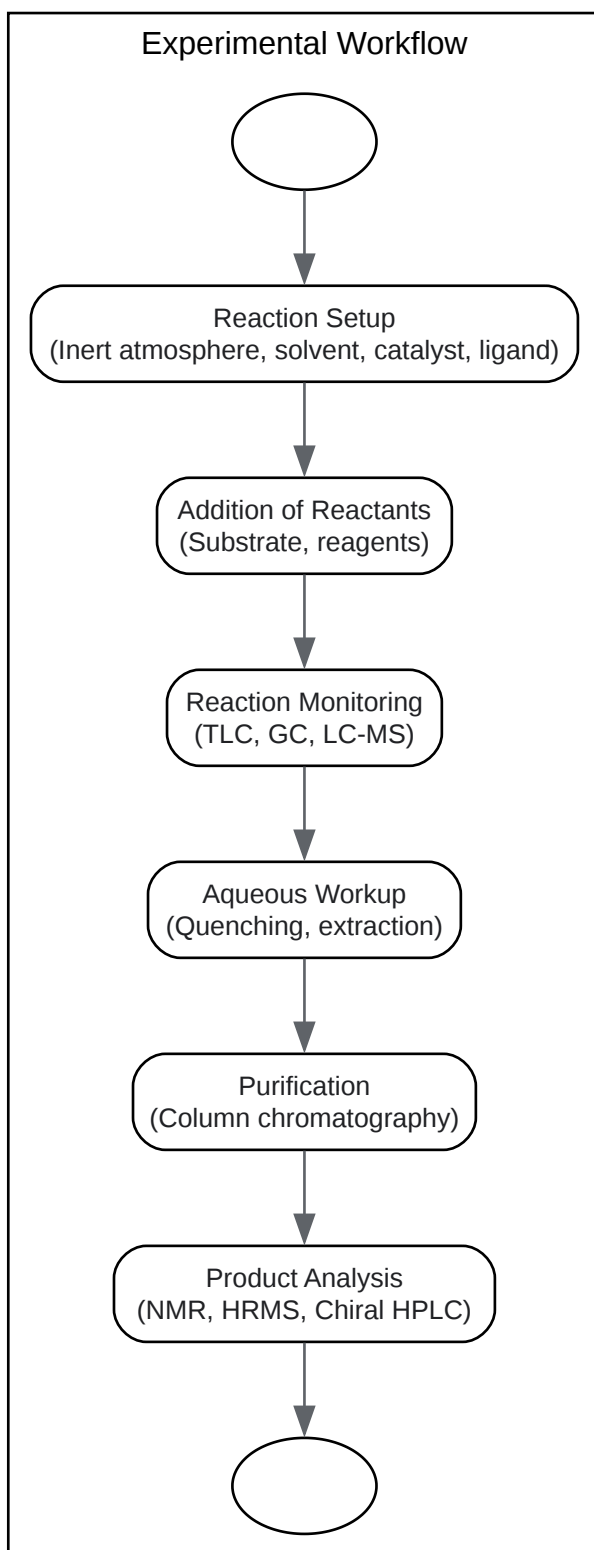 Experimental Workflow
Reaction Setup
(Inert atmosphere, solvent, catalyst, ligand)
Addition of Reactants
(Substrate, reagents)
Reaction Monitoring
(TLC, GC, LC-MS)
Aqueous Workup
(Quenching, extraction)
Purification
(Column chromatography)
Product Analysis
(NMR, HRMS, Chiral HPLC)